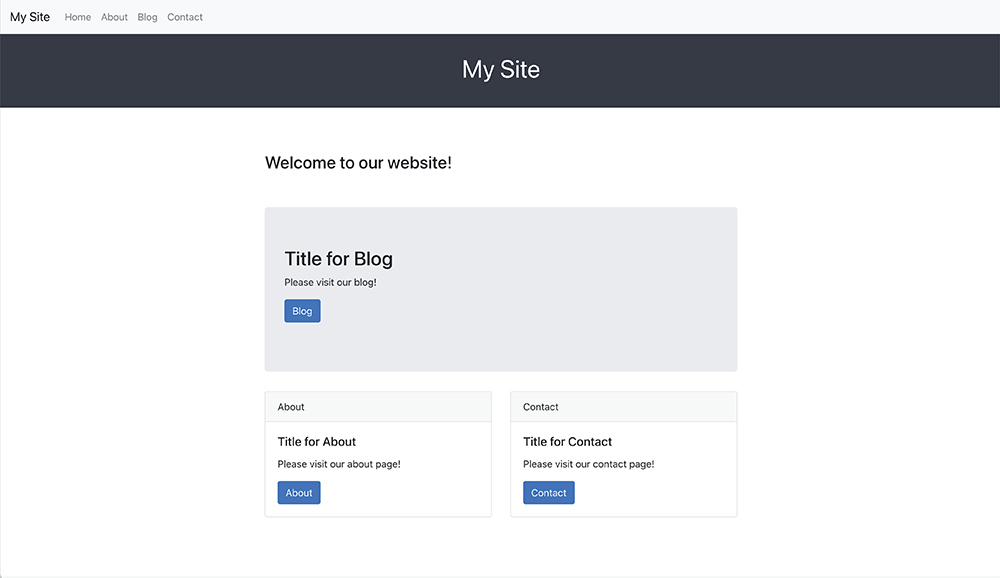 My Site Home About Blog Contact
My Site
Welcome to our website!
Title for Blog
Please visit our blog!
Blog
About
Title for About
Please visit our about page!
About
Contact
Title for Contact
Please visit our contact page!
Contact